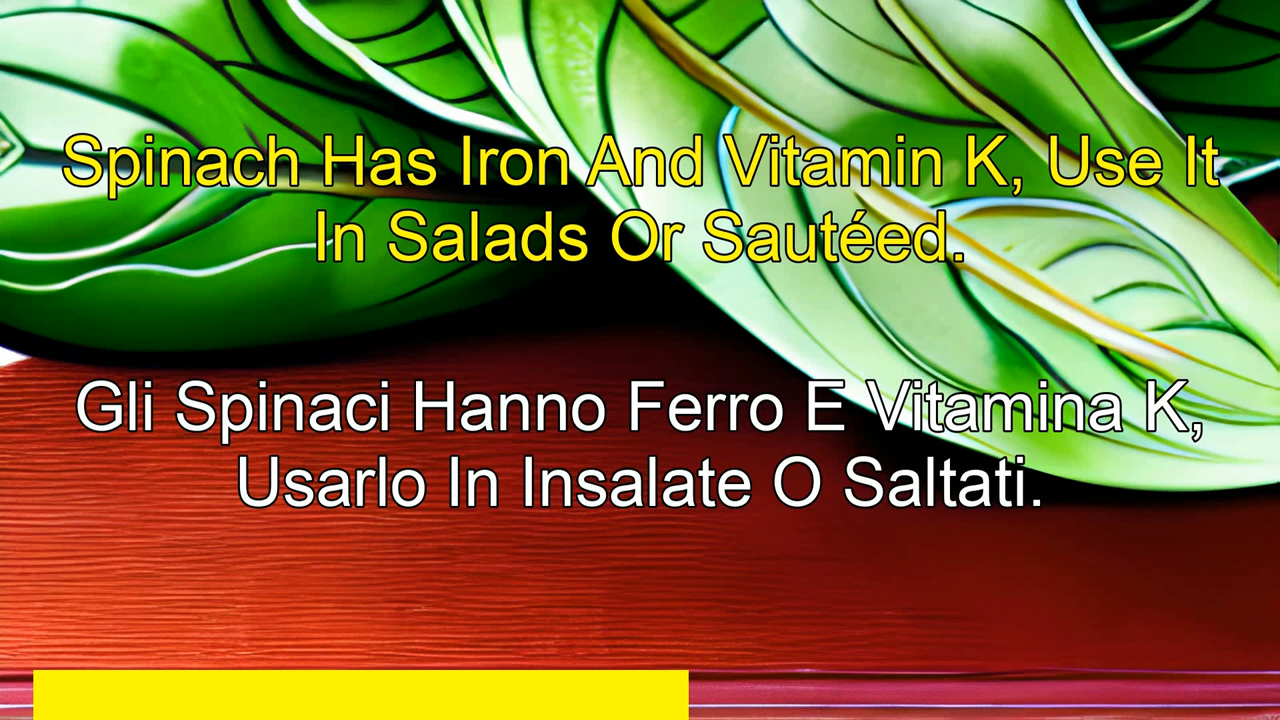 Spinach Has Iron And Vitamin K, Use It
In Salads Or Sautéed.
Gli Spinaci Hanno Ferro E Vitamina K,
Usarlo In Insalate O Saltati.